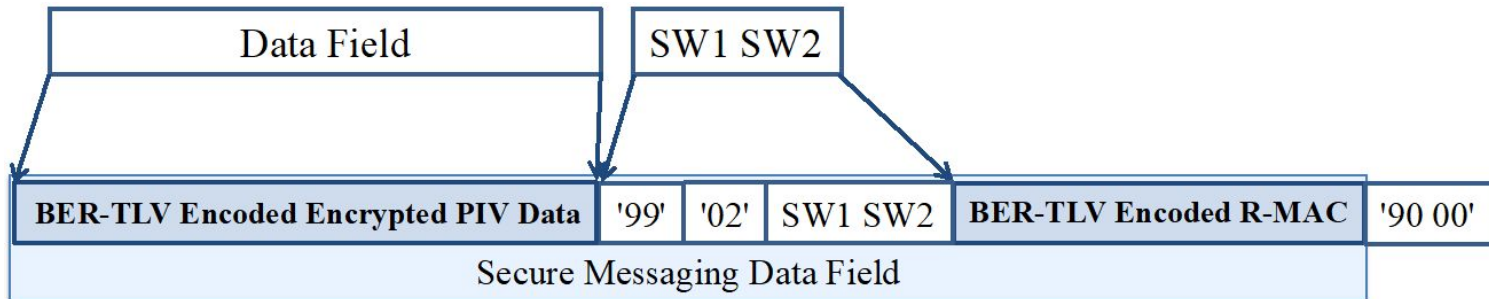 Data Field SW1 SW2
BER-TLV Encoded Encrypted PIV Data '99' '02' SW1 SW2 BER-TLV Encoded R-MAC '90 00'
Secure Messaging Data Field